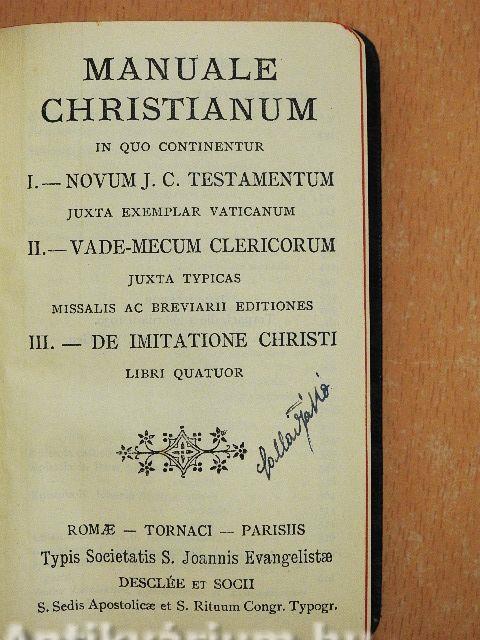 MANUALE
CHRISTIANUM
IN QUO CONTINENTUR
I. — NOVUM J. C. TESTAMENTUM
JUXTA EXEMPLAR VATICANUM
II. — VADE-MECUM CLERICORUM
JUXTA TYPICAS
MISSALIS AC BREVIARII EDITIONES
III. — DE IMITATIONE CHRISTI
LIBRI QUATUOR
ROMÆ — TORNACI — PARISIIS
Typis Societatis S. Joannis Evangelistæ
DESCLÉE ET SOCII
S. Sedis Apostolicæ et S. Rituum Congr. Typogr.
Antikvárium.hu